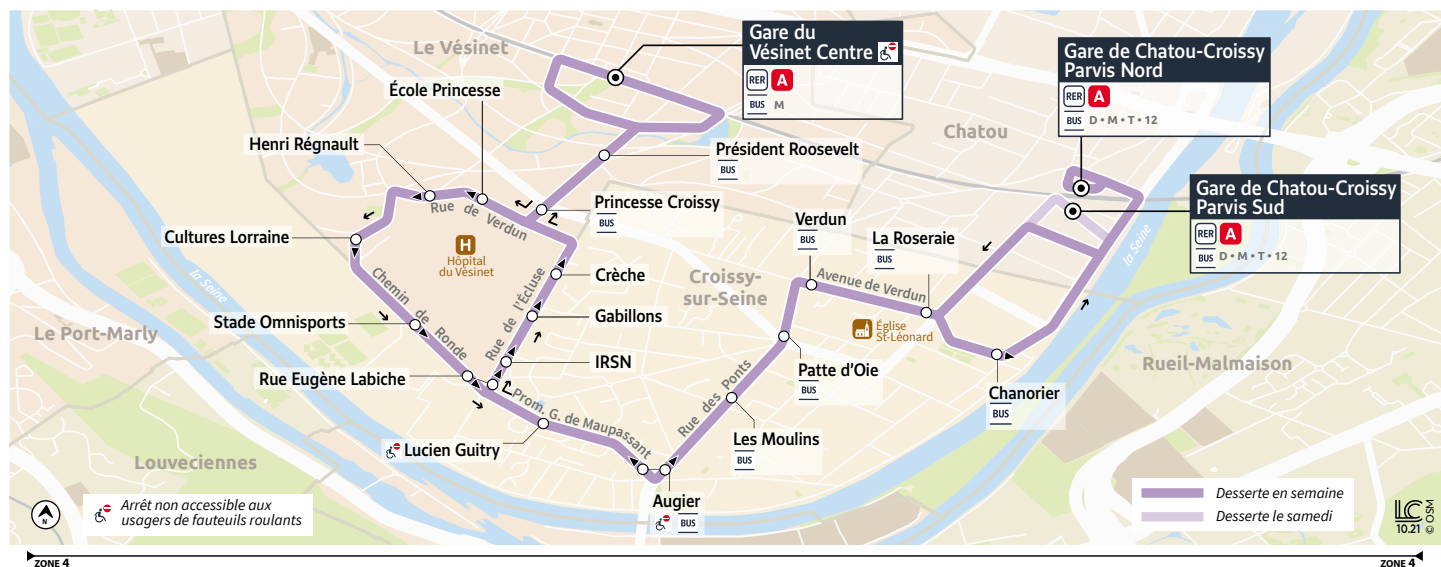 Gare du
Vésinet Centre
RER A
BUS M
Gare de Chatou-Croissy
Parvis Nord
RER A
BUS D • M • T • 12
Gare de Chatou-Croissy
Parvis Sud
RER A
BUS D • M • T • 12
Le Vésinet
Chatou
École Princesse
Henri Régnault
Président Roosevelt
BUS
Princesse Croissy
BUS
Rue de Verdun
Cultures Lorraine
H
Hôpital
du Vésinet
Verdun
BUS
La Roseraie
BUS
la Seine
la Seine
Crèche
Croissy-
sur-Seine
Avenue de Verdun
Chemin de Ronde
Rue de l'Écluse
Gabillons
Stade Omnisports
Le Port-Marly
Église
St-Léonard
IRSN
Rue Eugène Labiche
Patte d'Oie
BUS
Rueil-Malmaison
Chanorier
BUS
Prom. G. de Maupassant
Rue des Ponts
Lucien Guitry
Les Moulins
BUS
Louveciennes
Augier
BUS
N
Arrêt non accessible aux
usagers de fauteuils roulants
Desserte en semaine
Desserte le samedi
LC
10.21
© OSM
ZONE 4
ZONE 4